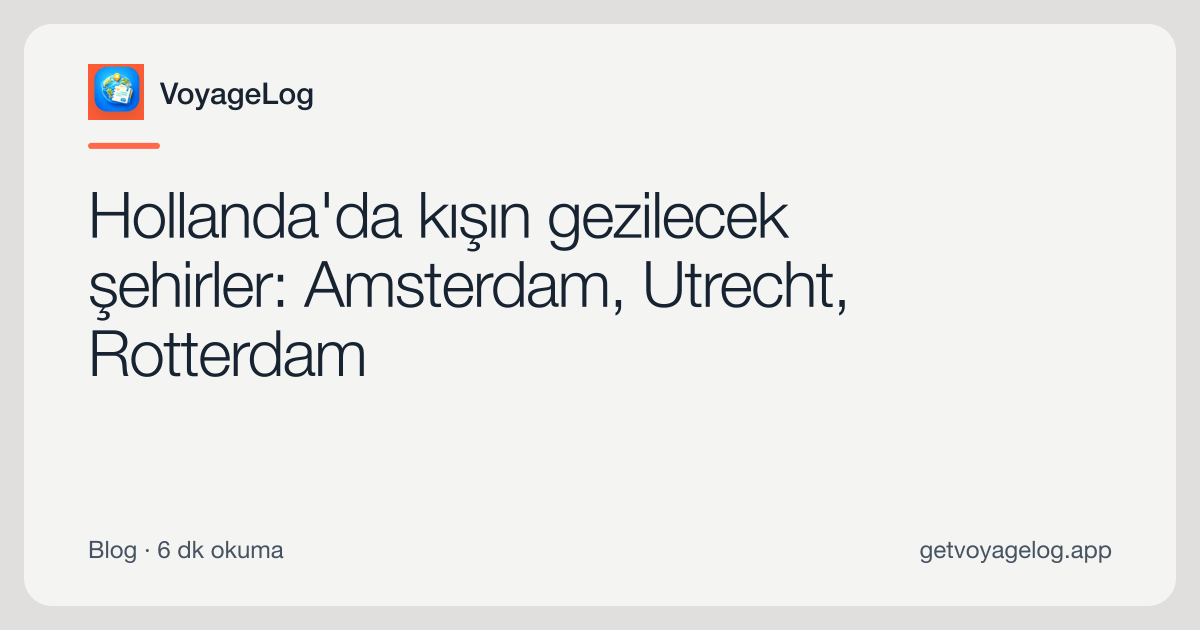 VoyageLog
Hollanda'da kışın gezilecek
şehirler: Amsterdam, Utrecht,
Rotterdam
Blog · 6 dk okuma
getvoyagelog.app